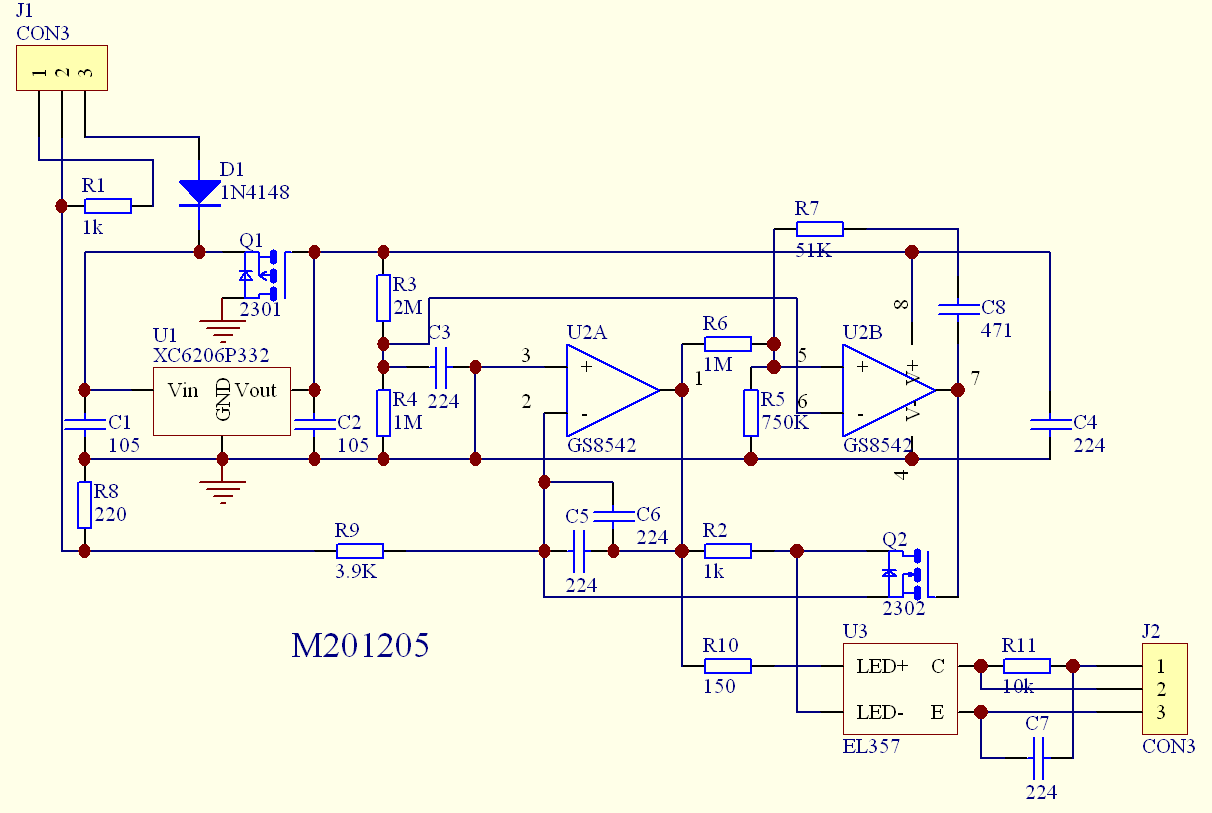 J1
CON3
1 2 3
D1
1N4148
R1
1k
R7
51K
Q1
2301
R3
2M
8
C8
471
U1
XC6206P332
Vin
GND
Vout
C3
224
U2A
3
+
1
2
-
GS8542
R6
1M
U2B
5
+
V+
7
6
-
V-
GS8542
4
R4
1M
R5
750K
C1
105
C2
105
C4
224
R8
220
R9
3.9K
C5
224
C6
224
R2
1k
Q2
2302
M201205
R10
150
U3
LED+
C
LED-
E
EL357
R11
10k
C7
224
J2
1
2
3
CON3